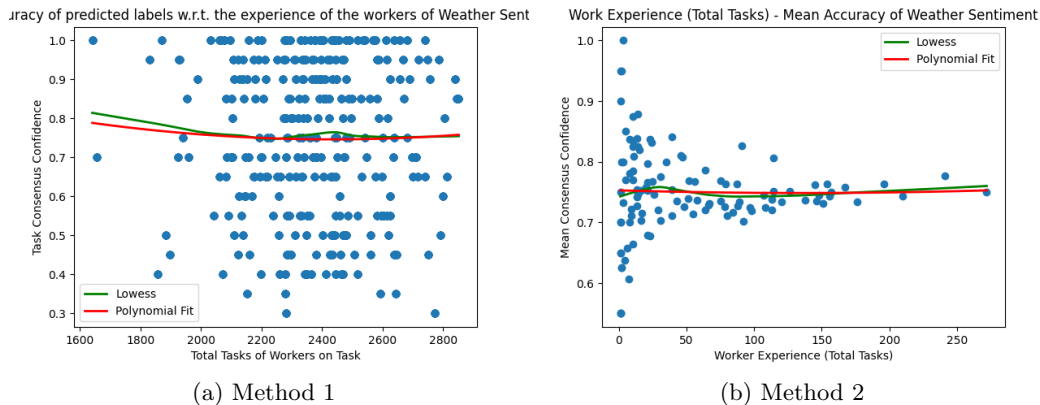 uracy of predicted labels w.r.t. the experience of the workers of Weather Sent
Task Consensus Confidence
1.0
0.9
0.8
0.7
0.6
0.5
0.4
0.3
Lowess
Polynomial Fit
1600 1800 2000 2200 2400 2600 2800
Total Tasks of Workers on Task
(a) Method 1
Work Experience (Total Tasks) - Mean Accuracy of Weather Sentiment
Mean Consensus Confidence
1.0
0.9
0.8
0.7
0.6
Lowess
Polynomial Fit
0 50 100 150 200 250
Worker Experience (Total Tasks)
(b) Method 2